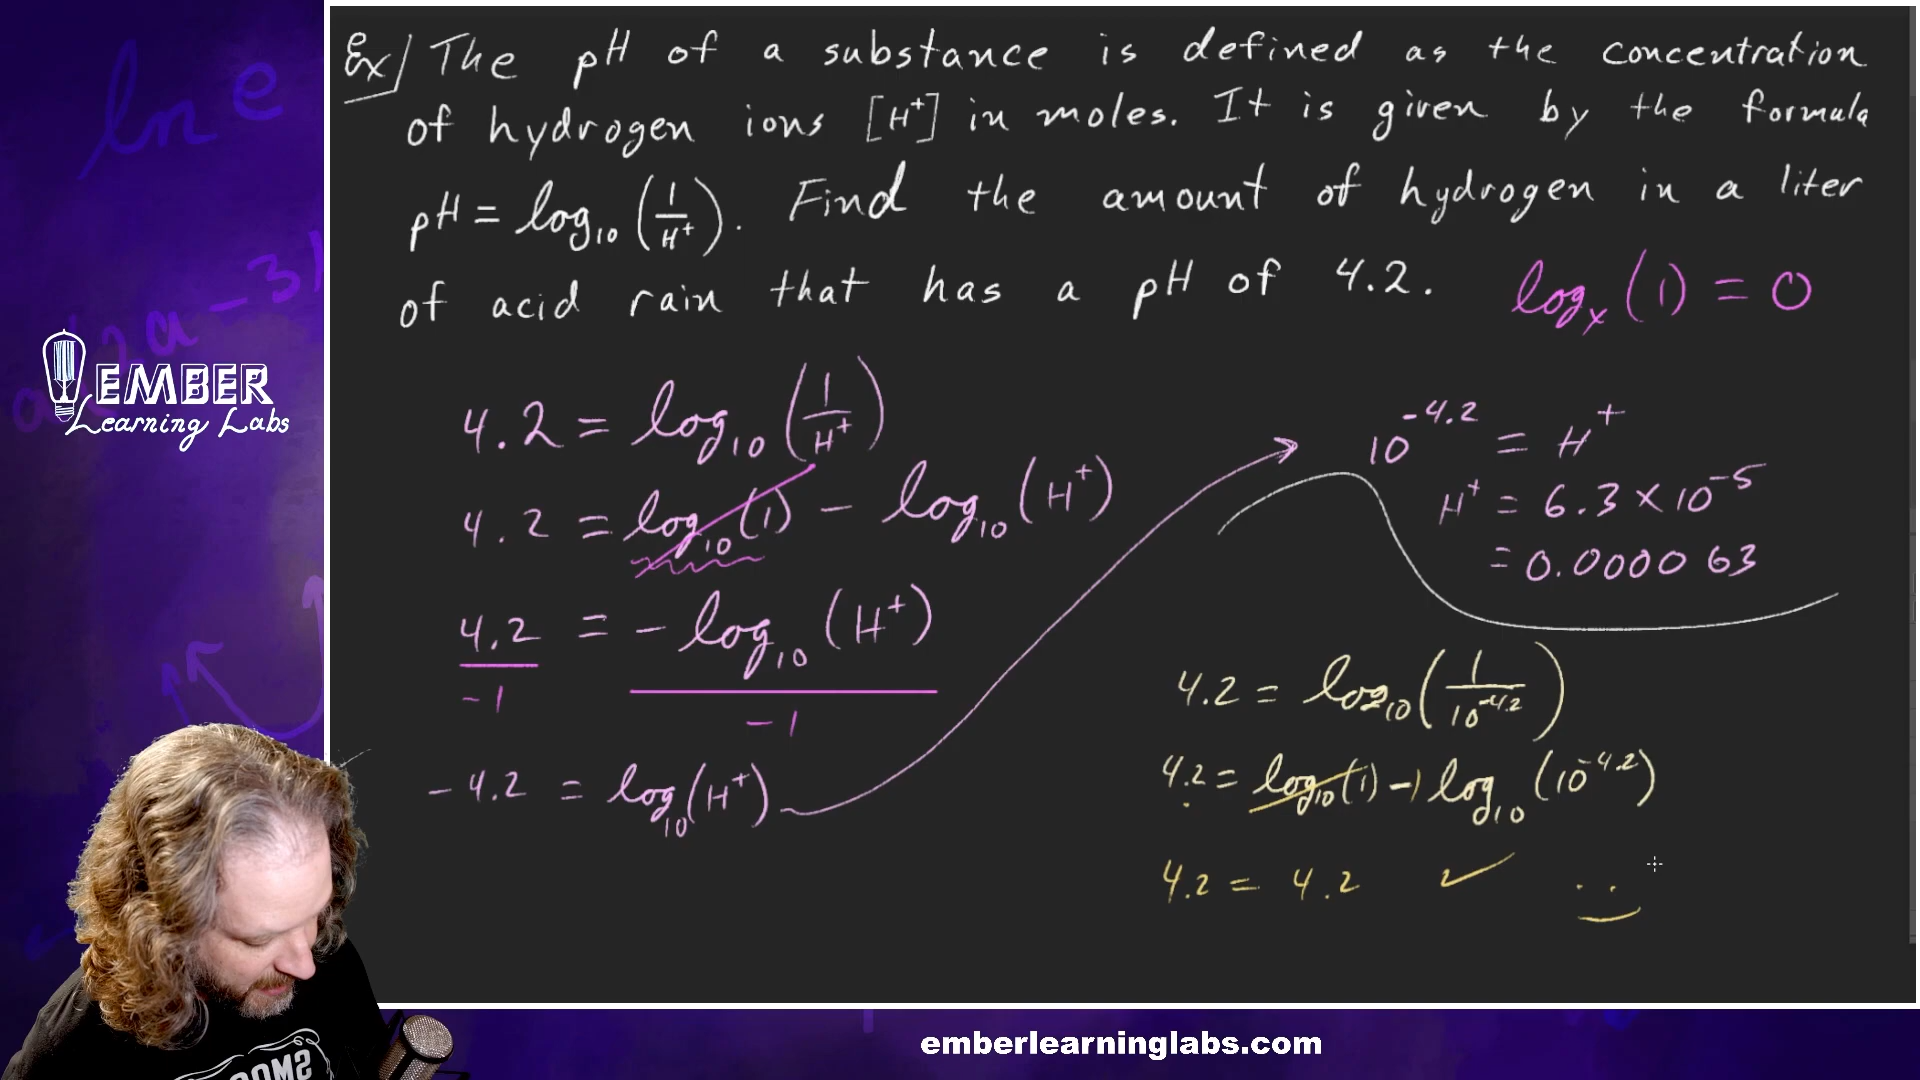 Ex/ The pH of a substance is defined as the concentration
of hydrogen ions [H⁺] in moles. It is given by the formula
pH = log₁₀ (1/H⁺). Find the amount of hydrogen in a liter
of acid rain that has a pH of 4.2.
logₓ (1) = 0
4.2 = log₁₀ (1/H⁺)
4.2 = log₁₀ (1) - log₁₀ (H⁺)
4.2 = - log₁₀ (H⁺)
-1 -1
-4.2 = log₁₀ (H⁺)
10^-4.2 = H⁺
H⁺ = 6.3 × 10⁻⁵
= 0.000063
4.2 = log₁₀ (1/10^-4.2)
4.2 = log₁₀ (1) - 1 log₁₀ (10^-4.2)
4.2 = 4.2 ✓
ln e
EMBER
Learning Labs
emberlearninglabs.com